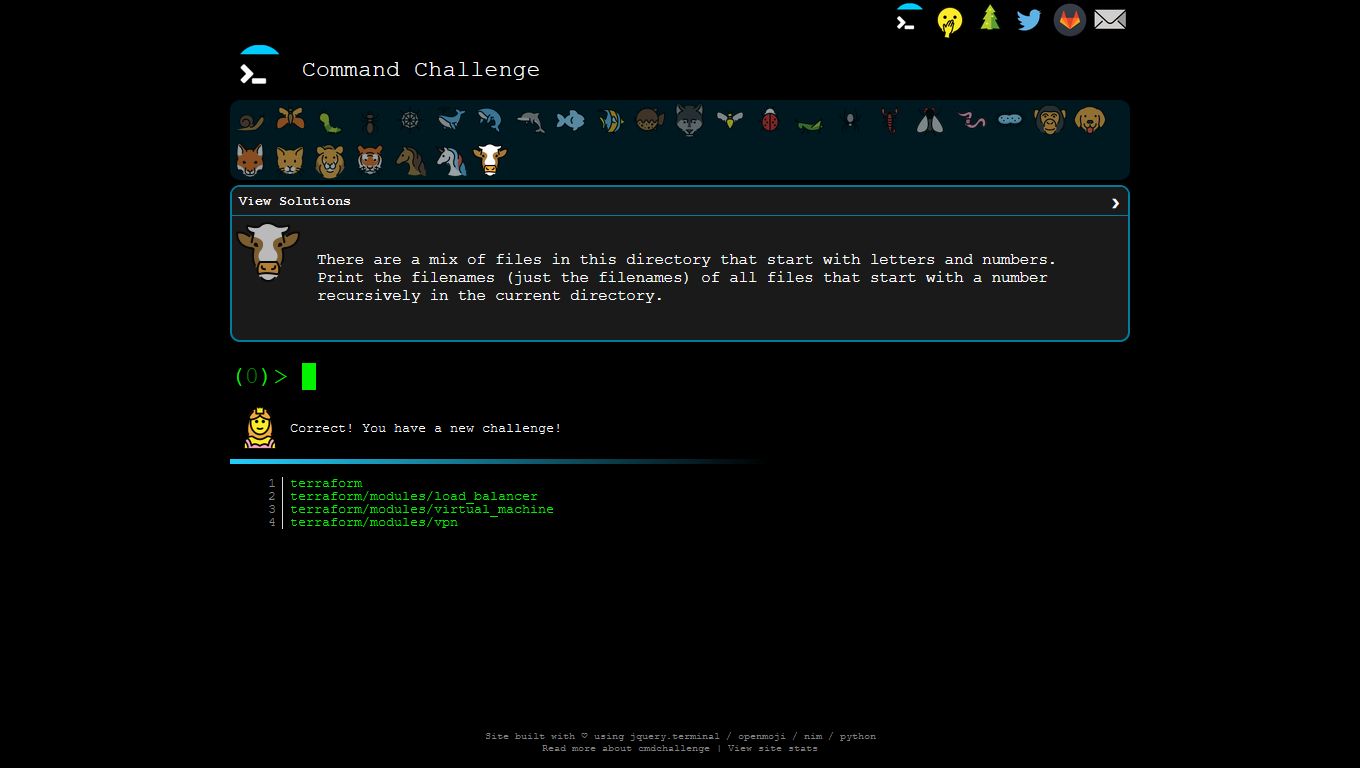 Command Challenge
View Solutions
There are a mix of files in this directory that start with letters and numbers.
Print the filenames (just the filenames) of all files that start with a number
recursively in the current directory.
(0)>
Correct! You have a new challenge!
1 terraform
2 terraform/modules/load_balancer
3 terraform/modules/virtual_machine
4 terraform/modules/vpn
Site built with ♡ using jquery.terminal / openmoji / nim / python
Read more about cmdchallenge | View site stats